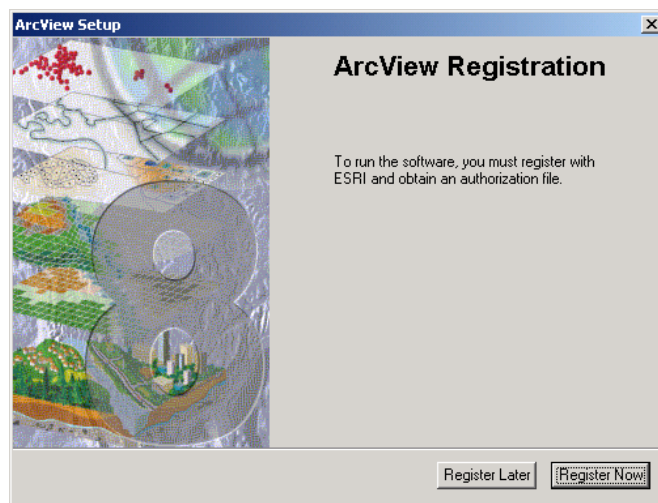 ArcView Setup
ArcView Registration
To run the software, you must register with
ESRI and obtain an authorization file.
8
Register Later
Register Now